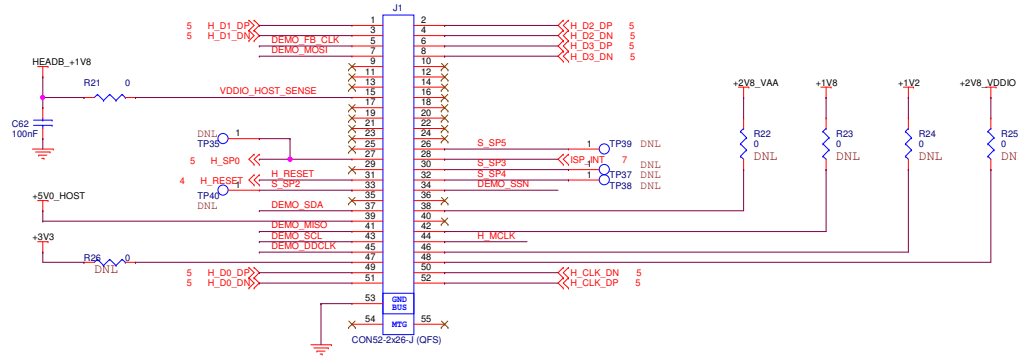 J1
5 H_D1_DP 1 2 H_D2_DP 5
5 H_D1_DN 3 4 H_D2_DN 5
DEMO_FB_CLK 5 6 H_D3_DP 5
DEMO_MOSI 7 8 H_D3_DN 5
HEADB_+1V8 9 10
11 12
R21 0 13 14 +2V8_VAA +1V8 +1V2 +2V8_VDDIO
VDDIO_HOST_SENSE 15 16
17 18
C62 19 20
100nF 21 22
DNL 1 23 24 R22 R23 R24 R25
TP35 25 26 S_SP5 1 TP39 DNL 0 0 0 0
5 H_SP0 27 28 ISP_INT 7 DNL DNL DNL DN
29 30 S_SP3 1 DNL
4 H_RESET H_RESET 31 32 S_SP4 1 TP37
TP40 1 S_SP2 33 34 DEMO_SSN TP38 DNL
+5V0_HOST DNL 35 36
DEMO_SDA 37 38
39 40
DEMO_MISO 41 42
+3V3 DEMO_SCL 43 44 H_MCLK
DEMO_DDCLK 45 46
R26 0 47 48
DNL
5 H_D0_DP 49 50 H_CLK_DN 5
5 H_D0_DN 51 52 H_CLK_DP 5
53 GND
BUS
54 MTG 55
CON52-2x26-J (QFS)